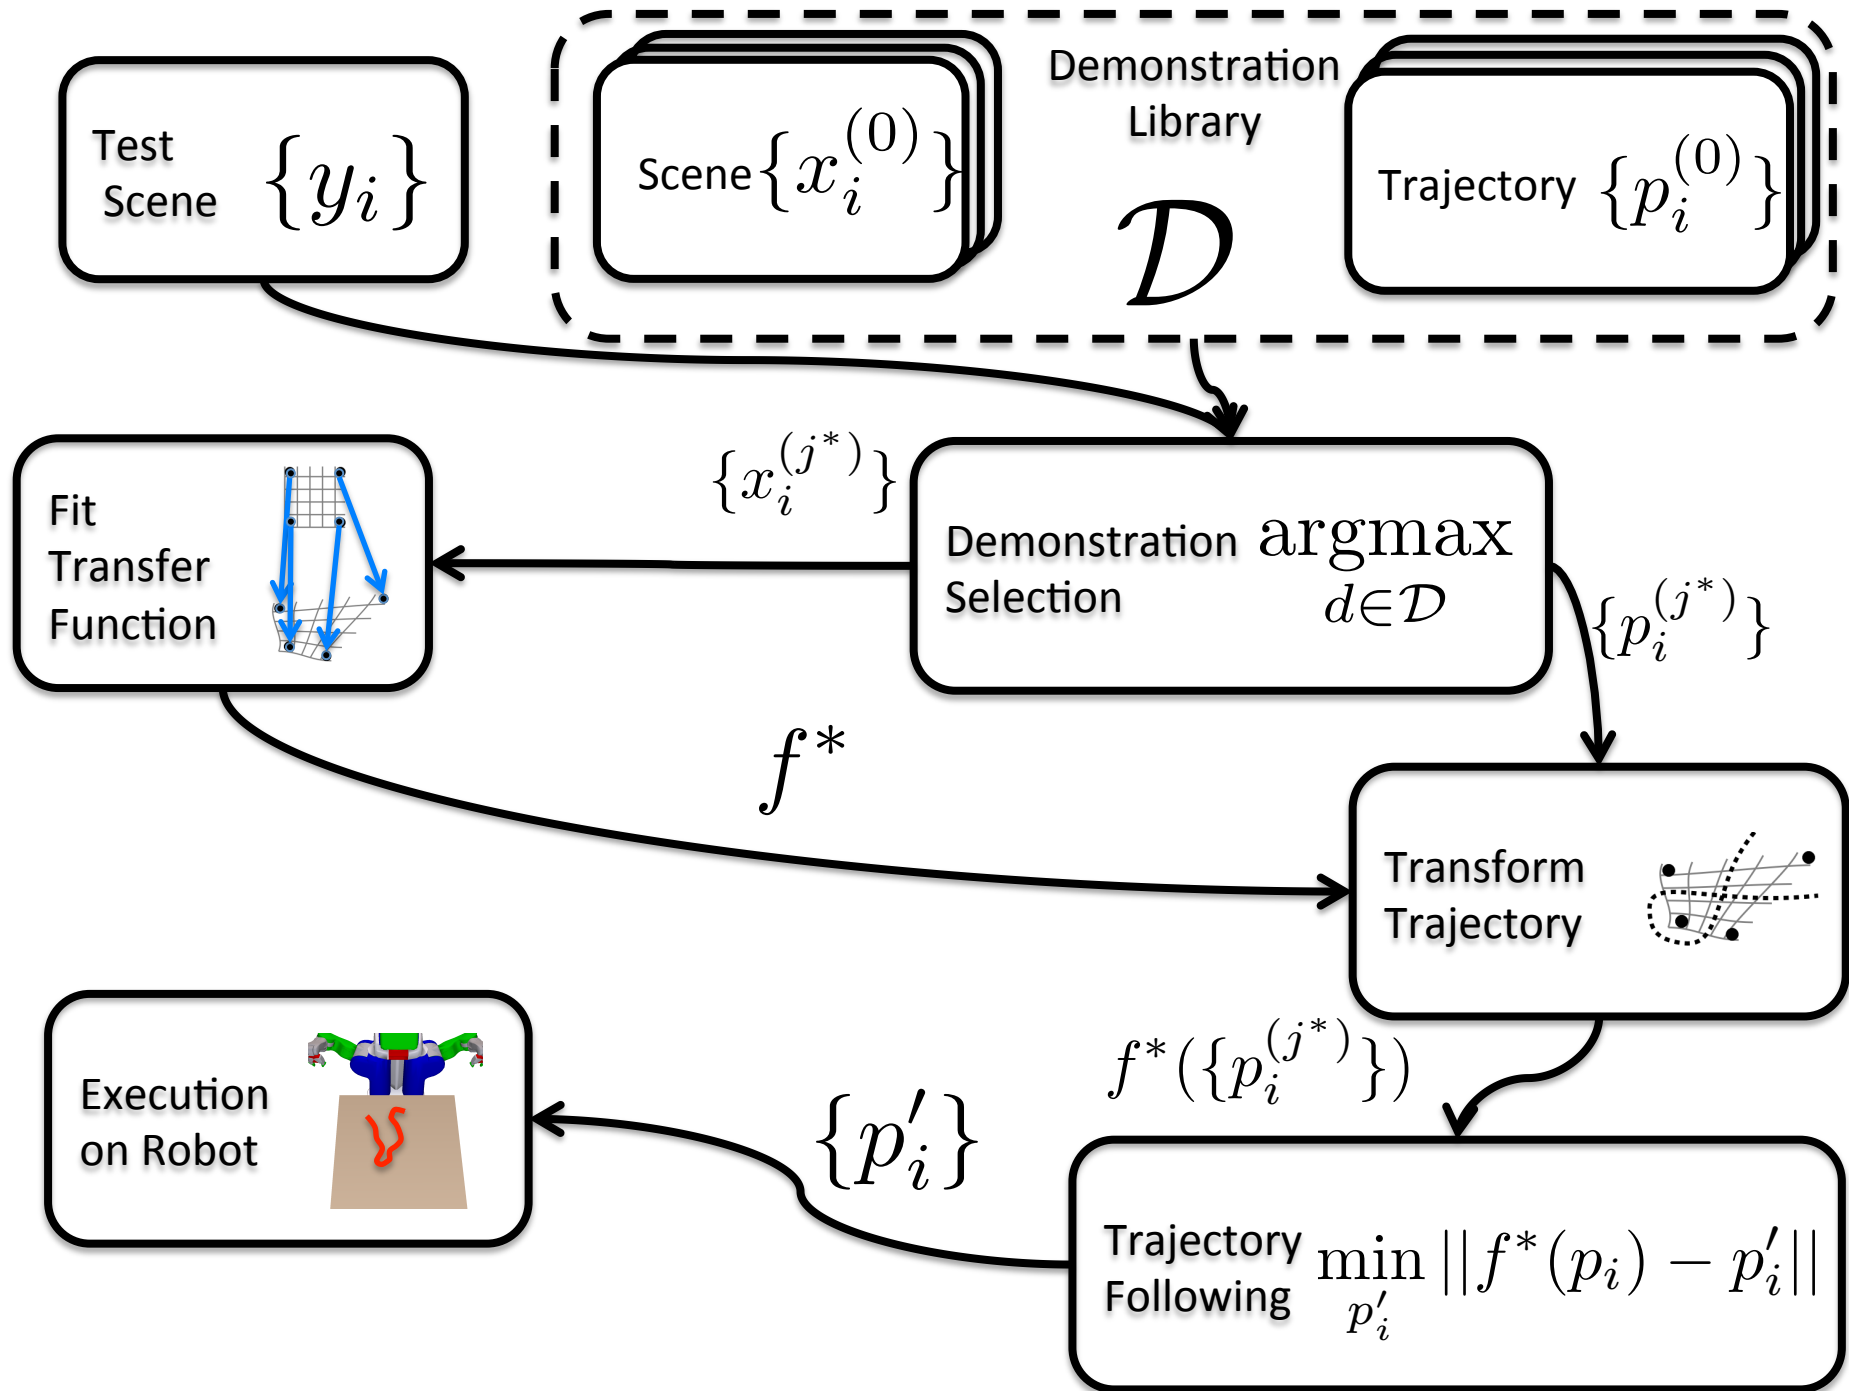 Test
Scene
{y_i}
Scene {x_i^{(0)}}
Demonstration
Library
𝒟
Trajectory {p_i^{(0)}}
{x_i^{(j*)}}
Fit
Transfer
Function
Demonstration
Selection
argmax
d∈𝒟
{p_i^{(j*)}}
f*
Transform
Trajectory
f*({p_i^{(j*)}})
Execution
on Robot
{p'_i}
Trajectory
Following
min ||f*(p_i) − p'_i||
p'_i